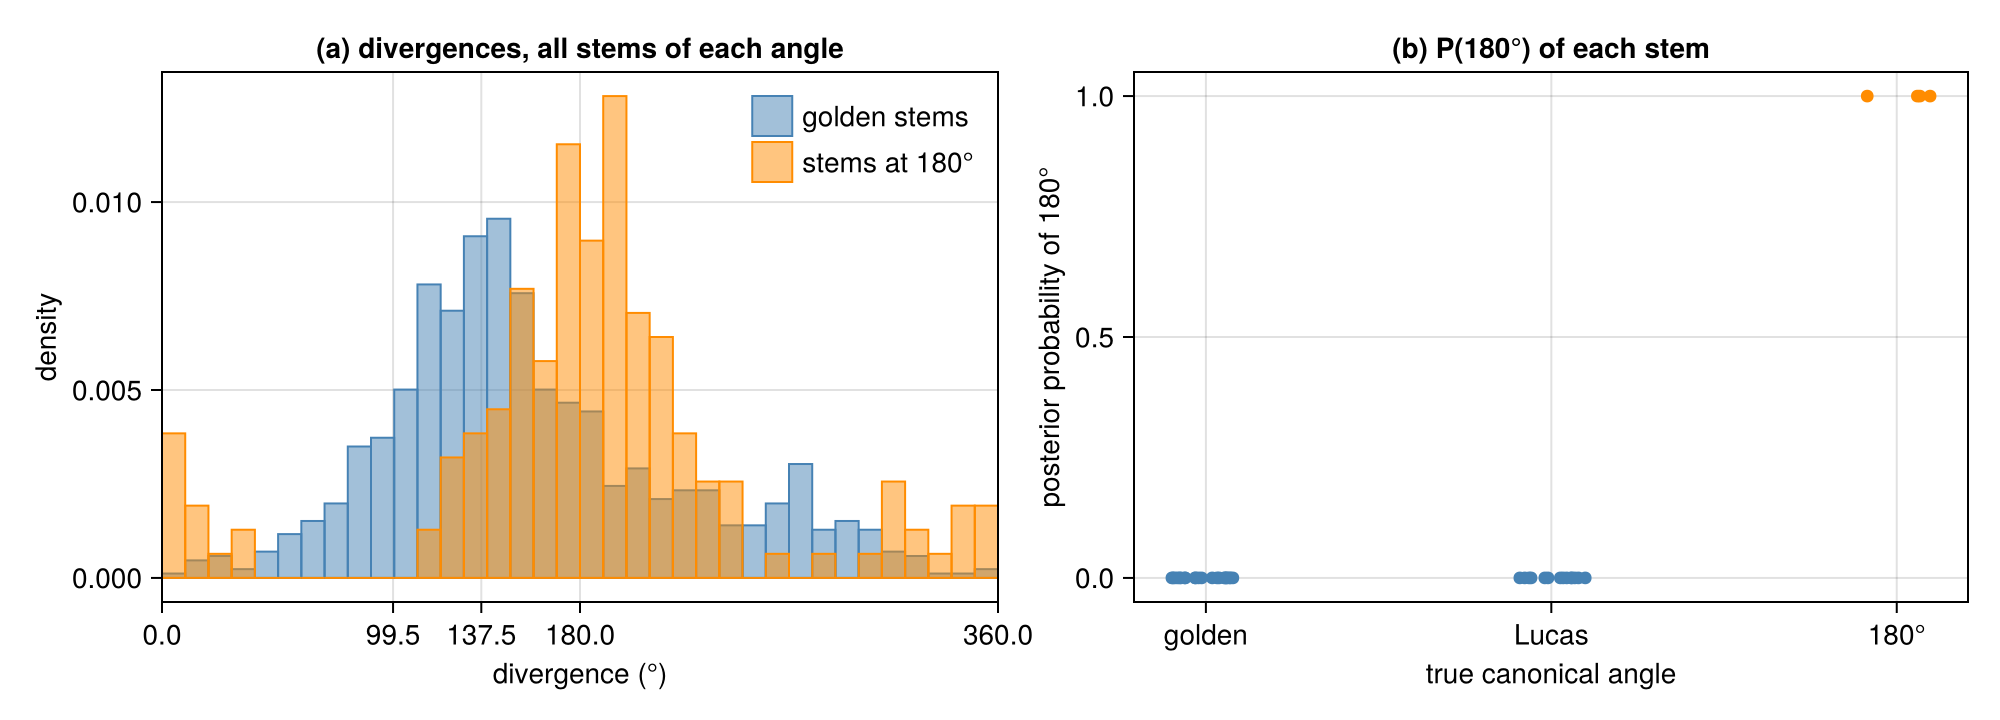 (a) divergences, all stems of each angle
golden stems
stems at 180°
0.010
0.005
0.000
density
0.0
99.5
137.5
180.0
360.0
divergence (°)
(b) P(180°) of each stem
1.0
0.5
0.0
posterior probability of 180°
golden
Lucas
180°
true canonical angle